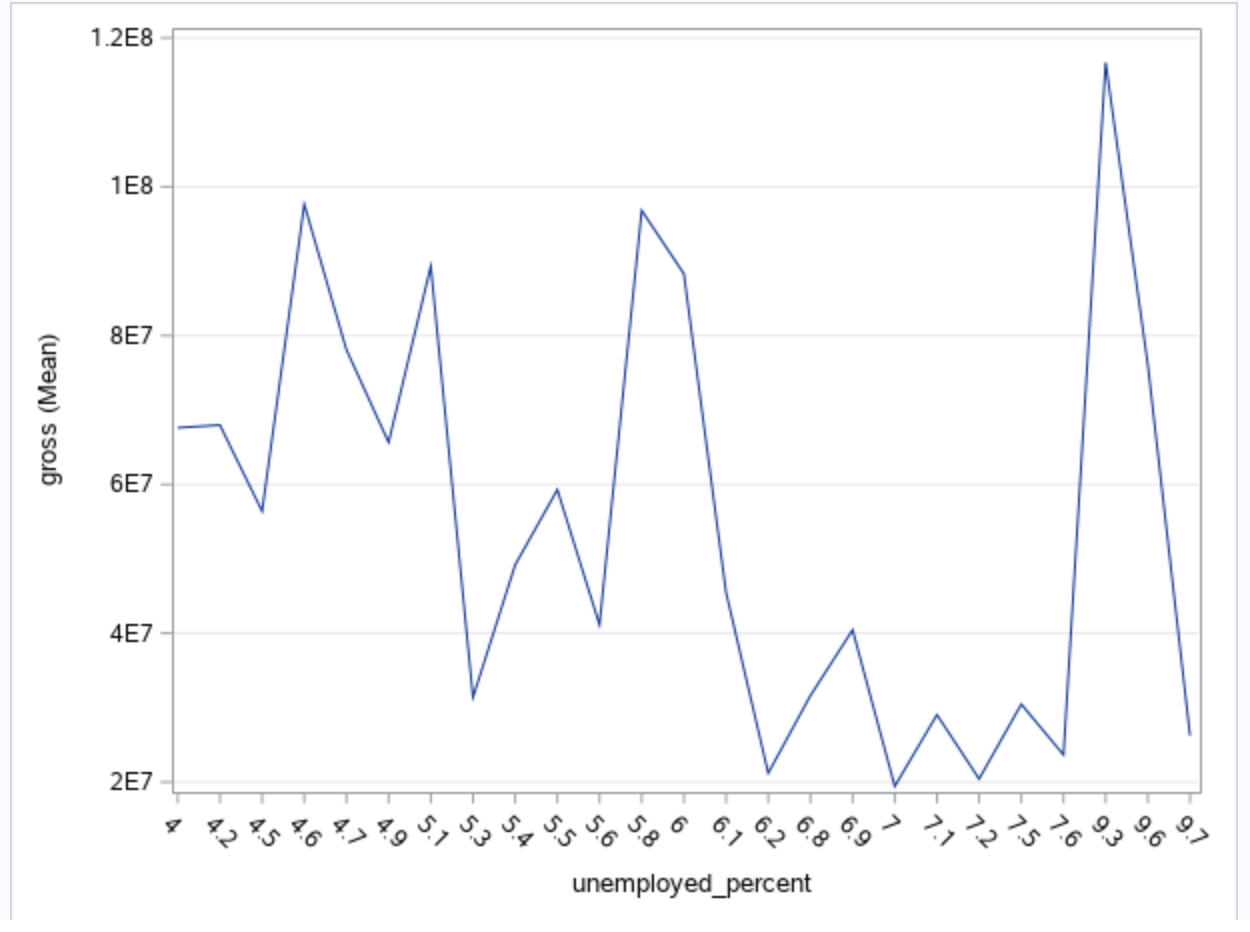 1.2E8
1E8
8E7
6E7
4E7
2E7
gross (Mean)
4 4.2 4.5 4.6 4.7 4.9 5.1 5.3 5.4 5.5 5.6 5.8 6 6.1 6.2 6.8 6.9 7 7.1 7.2 7.5 7.6 9.3 9.6 9.7
unemployed_percent